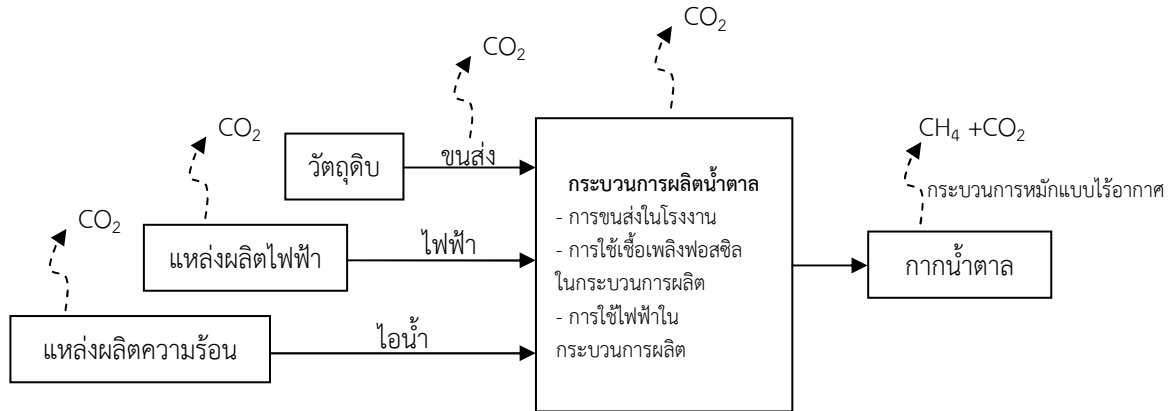 CO₂
CO₂
CH₄ +CO₂
CO₂
วัตถุดิบ
ขนส่ง
กระบวนการผลิตน้ำตาล
- การขนส่งในโรงงาน
- การใช้เชื้อเพลิงฟอสซิล
ในกระบวนการผลิต
- การใช้ไฟฟ้าใน
กระบวนการผลิต
กระบวนการหมักแบบไร้อากาศ
CO₂
แหล่งผลิตไฟฟ้า
ไฟฟ้า
กากน้ำตาล
แหล่งผลิตความร้อน
ไอน้ำ